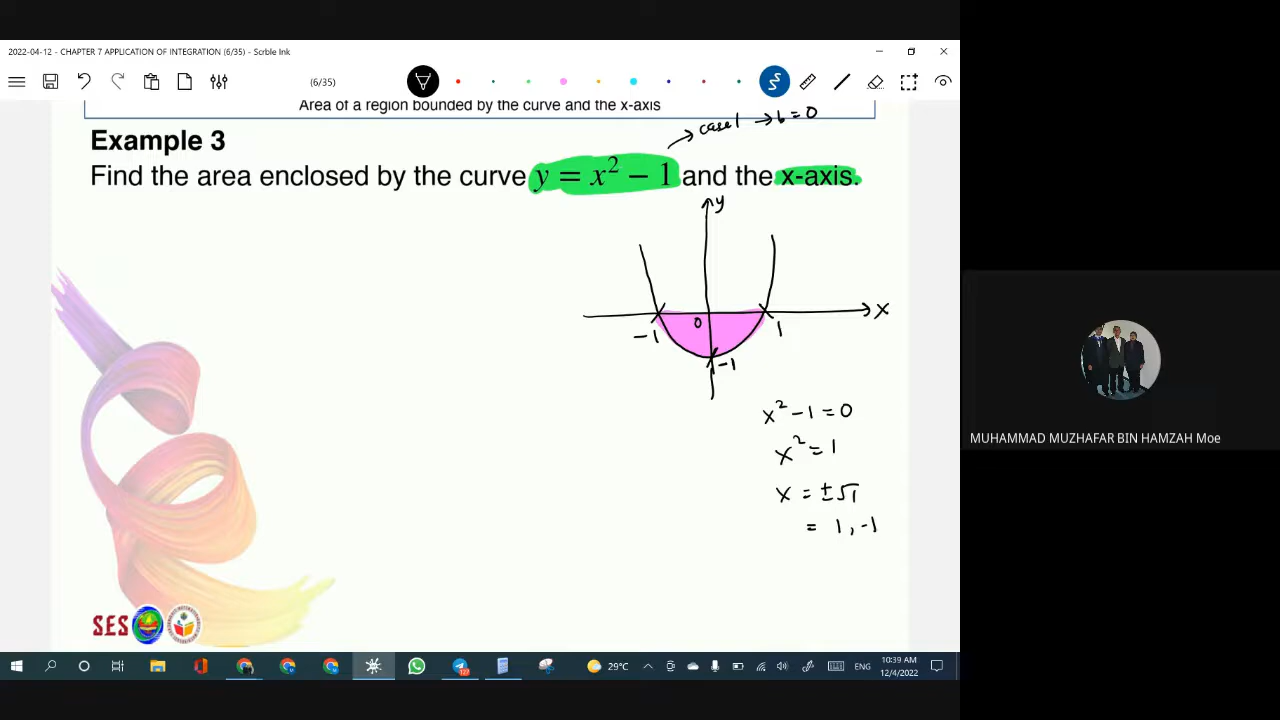 2022-04-12 - CHAPTER 7 APPLICATION OF INTEGRATION (6/35) - Scrble Ink
(6/35)
Area of a region bounded by the curve and the x-axis
→ case 1 → b = 0
Example 3
Find the area enclosed by the curve y = x² − 1 and the x-axis.
y
x
0
−1
1
−1
x² − 1 = 0
x² = 1
x = ±√1
= 1, −1
MUHAMMAD MUZHAFAR BIN HAMZAH Moe
SES
29°C
ENG
10:39 AM
12/4/2022